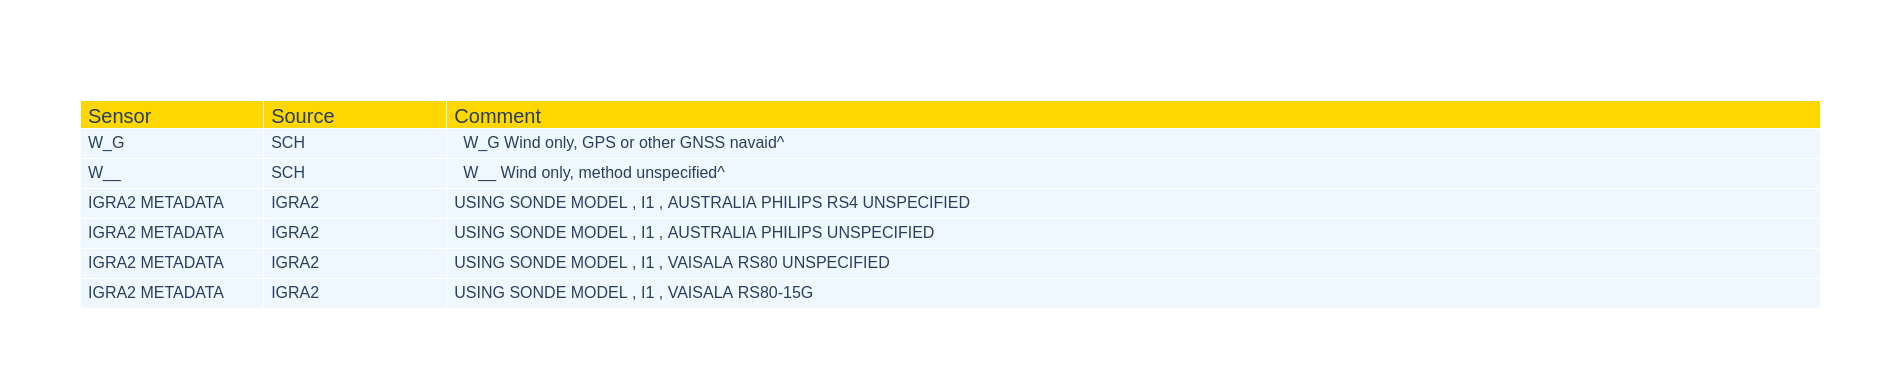 Sensor Source Comment
W_G SCH W_G Wind only, GPS or other GNSS navaid^
W__ SCH W__ Wind only, method unspecified^
IGRA2 METADATA IGRA2 USING SONDE MODEL , I1 , AUSTRALIA PHILIPS RS4 UNSPECIFIED
IGRA2 METADATA IGRA2 USING SONDE MODEL , I1 , AUSTRALIA PHILIPS UNSPECIFIED
IGRA2 METADATA IGRA2 USING SONDE MODEL , I1 , VAISALA RS80 UNSPECIFIED
IGRA2 METADATA IGRA2 USING SONDE MODEL , I1 , VAISALA RS80-15G